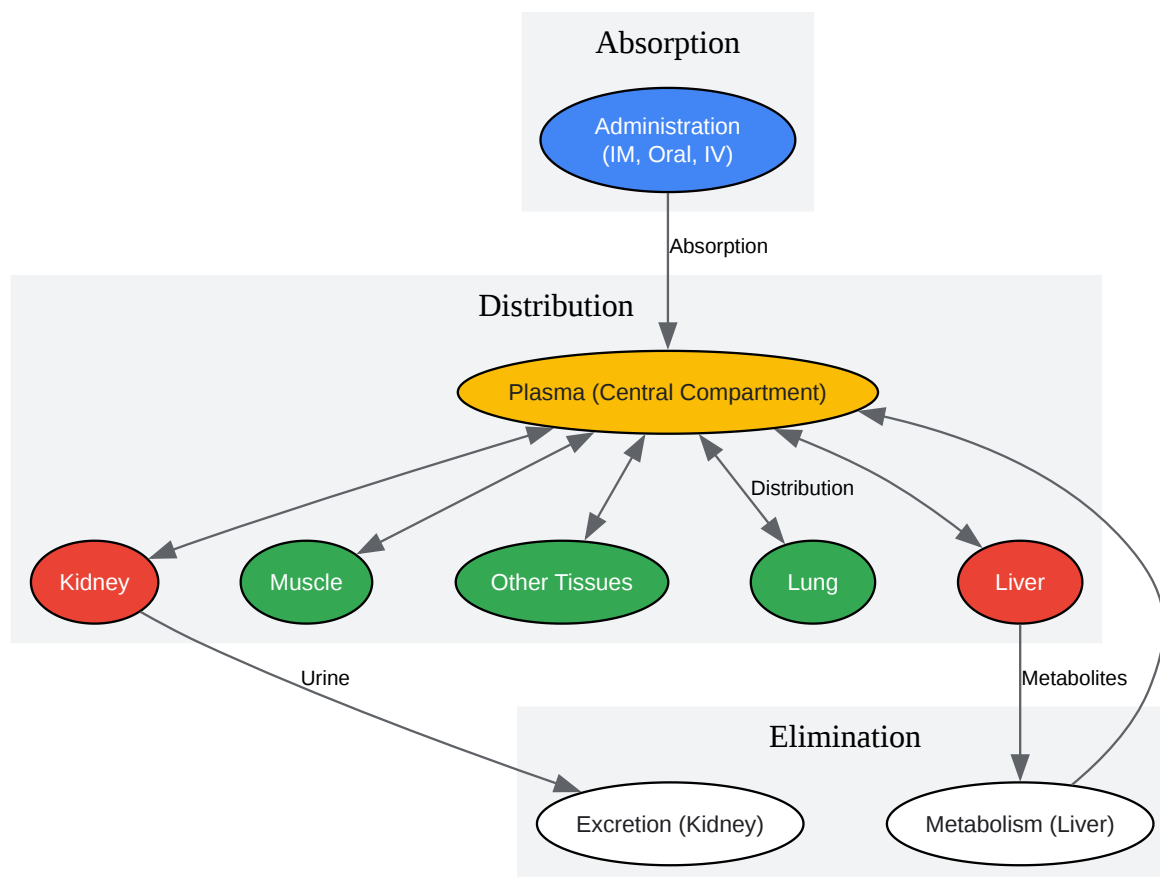 Absorption
Administration
(IM, Oral, IV)
Absorption
Distribution
Plasma (Central Compartment)
Distribution
Kidney
Muscle
Other Tissues
Lung
Liver
Urine
Metabolites
Elimination
Excretion (Kidney)
Metabolism (Liver)